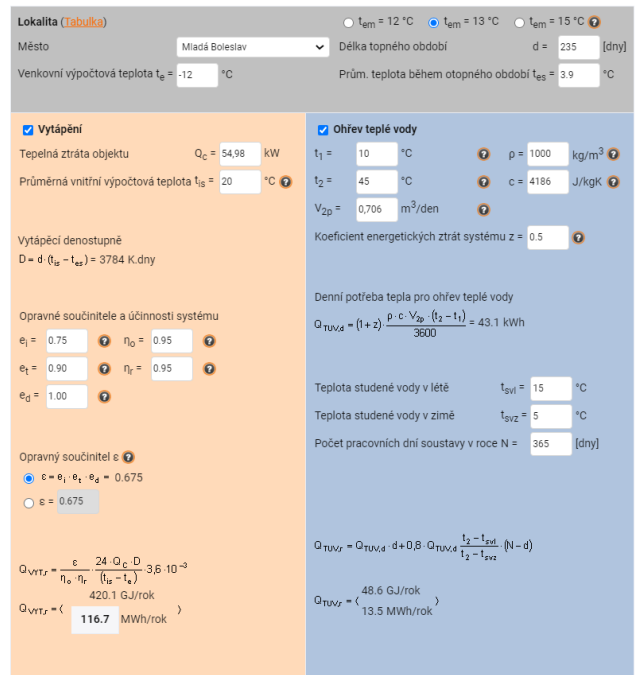 Lokalita (Tabulka)
t_em = 12 °C t_em = 13 °C t_em = 15 °C ?
Město Mladá Boleslav
Délka topného období d = 235 [dny]
Venkovní výpočtová teplota t_e = -12 °C
Prům. teplota během otopného období t_es = 3.9 °C
Vytápění
Tepelná ztráta objektu Q_c = 54,98 kW
Průměrná vnitřní výpočtová teplota t_is = 20 °C ?
Vytápěcí denostupně
D = d·(t_is − t_es) = 3784 K.dny
Opravné součinitele a účinnosti systému
e_i = 0.75 ? η_o = 0.95 ?
e_t = 0.90 ? η_r = 0.95 ?
e_d = 1.00 ?
Opravný součinitel ε ?
ε = e_i · e_t · e_d = 0.675
ε = 0.675
Q_VYT,r = ε / (η_o · η_r) · 24 · Q_C · D / (t_is − t_e) · 3,6 · 10⁻³
420.1 GJ/rok
Q_VYT,r = ⟨ 116.7 MWh/rok ⟩
Ohřev teplé vody
t_1 = 10 °C ? ρ = 1000 kg/m³ ?
t_2 = 45 °C ? c = 4186 J/kgK ?
V_2p = 0,706 m³/den ?
Koeficient energetických ztrát systému z = 0.5 ?
Denní potřeba tepla pro ohřev teplé vody
Q_TUV,d = (1+z) · ρ · c · V_2p · (t_2 − t_1) / 3600 = 43.1 kWh
Teplota studené vody v létě t_svl = 15 °C
Teplota studené vody v zimě t_svz = 5 °C
Počet pracovních dní soustavy v roce N = 365 [dny]
Q_TUV,r = Q_TUV,d · d + 0,8 · Q_TUV,d · (t_2 − t_svl) / (t_2 − t_svz) · (N − d)
48.6 GJ/rok
Q_TUV,r = ⟨ 13.5 MWh/rok ⟩